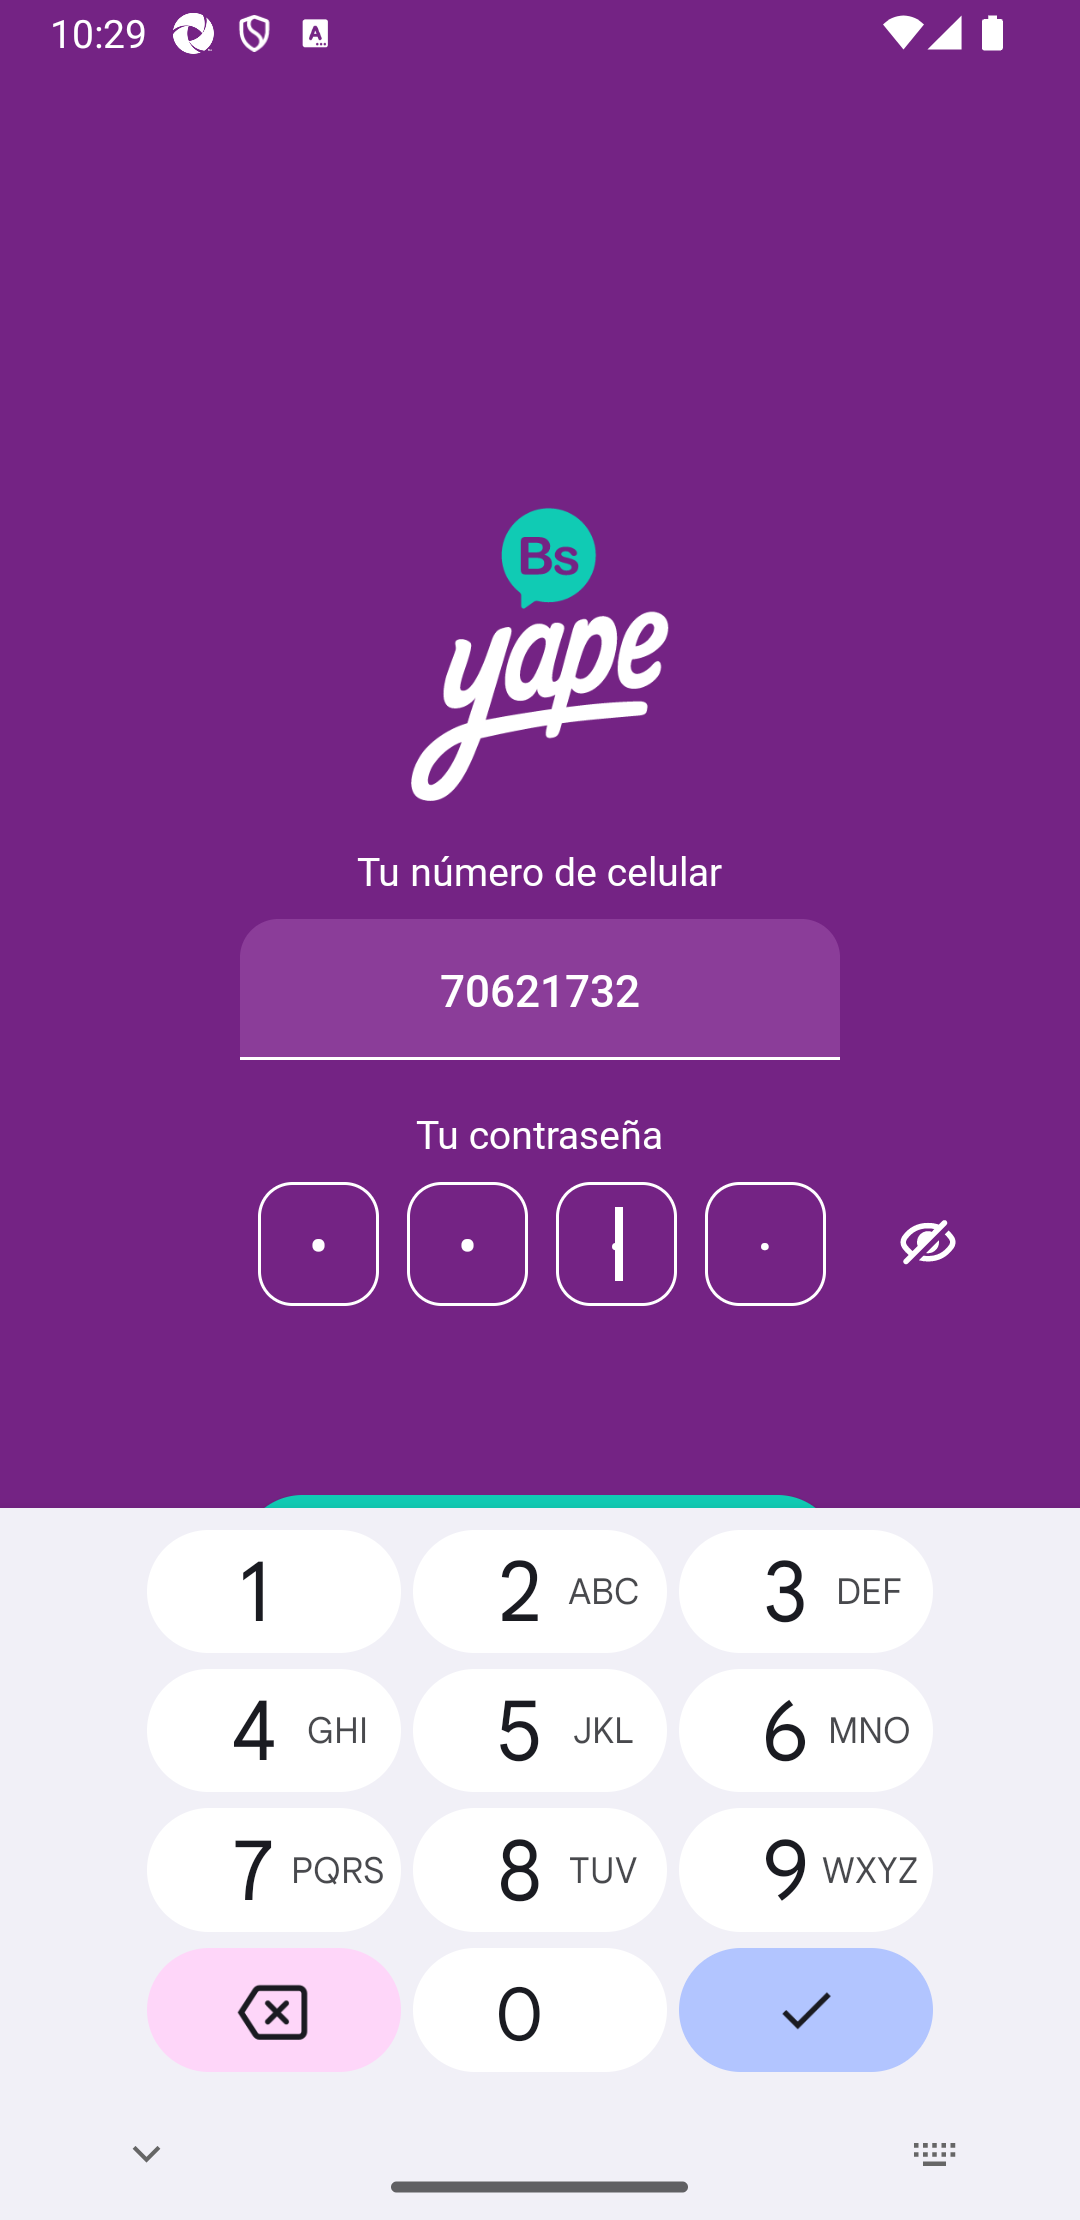 10:29
Bs
yape
Tu número de celular
70621732
Tu contraseña
1
2 ABC
3 DEF
4 GHI
5 JKL
6 MNO
7 PQRS
8 TUV
9 WXYZ
0